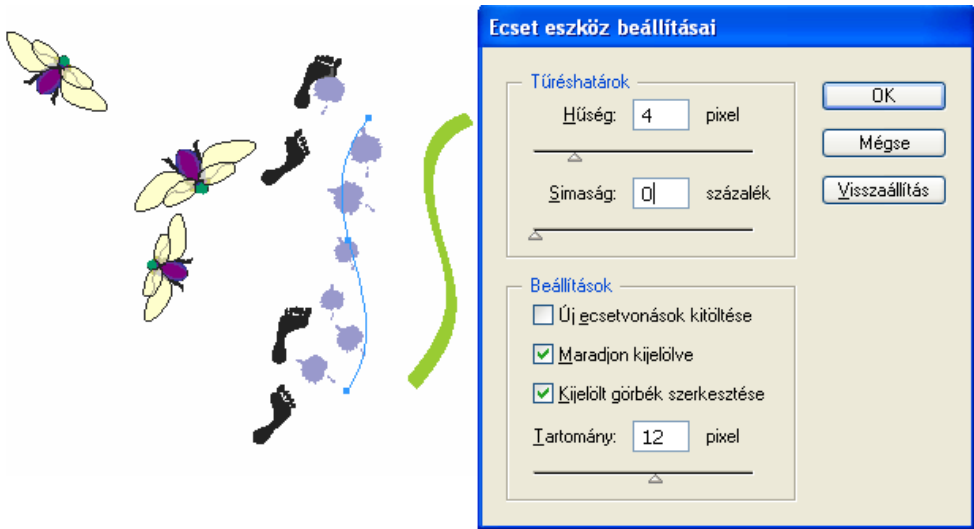 Ecset eszköz beállításai
Tűréshatárok
Hűség: 4 pixel
Simaság: 0 százalék
OK
Mégse
Visszaállítás
Beállítások
Új ecsetvonások kitöltése
Maradjon kijelölve
Kijelölt görbék szerkesztése
Tartomány: 12 pixel